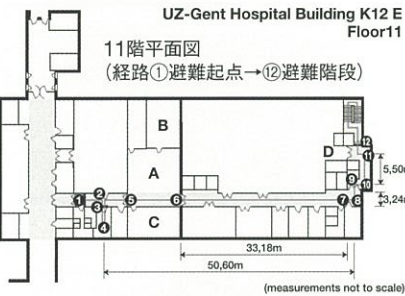 UZ-Gent Hospital Building K12 E
Floor11
11階平面図
(経路①避難起点→⑫避難階段)
B
A
C
D
1
2
3
4
5
6
7
8
9
10
11
12
5,50
3,24m
33,18m
50,60m
(measurements not to scale)